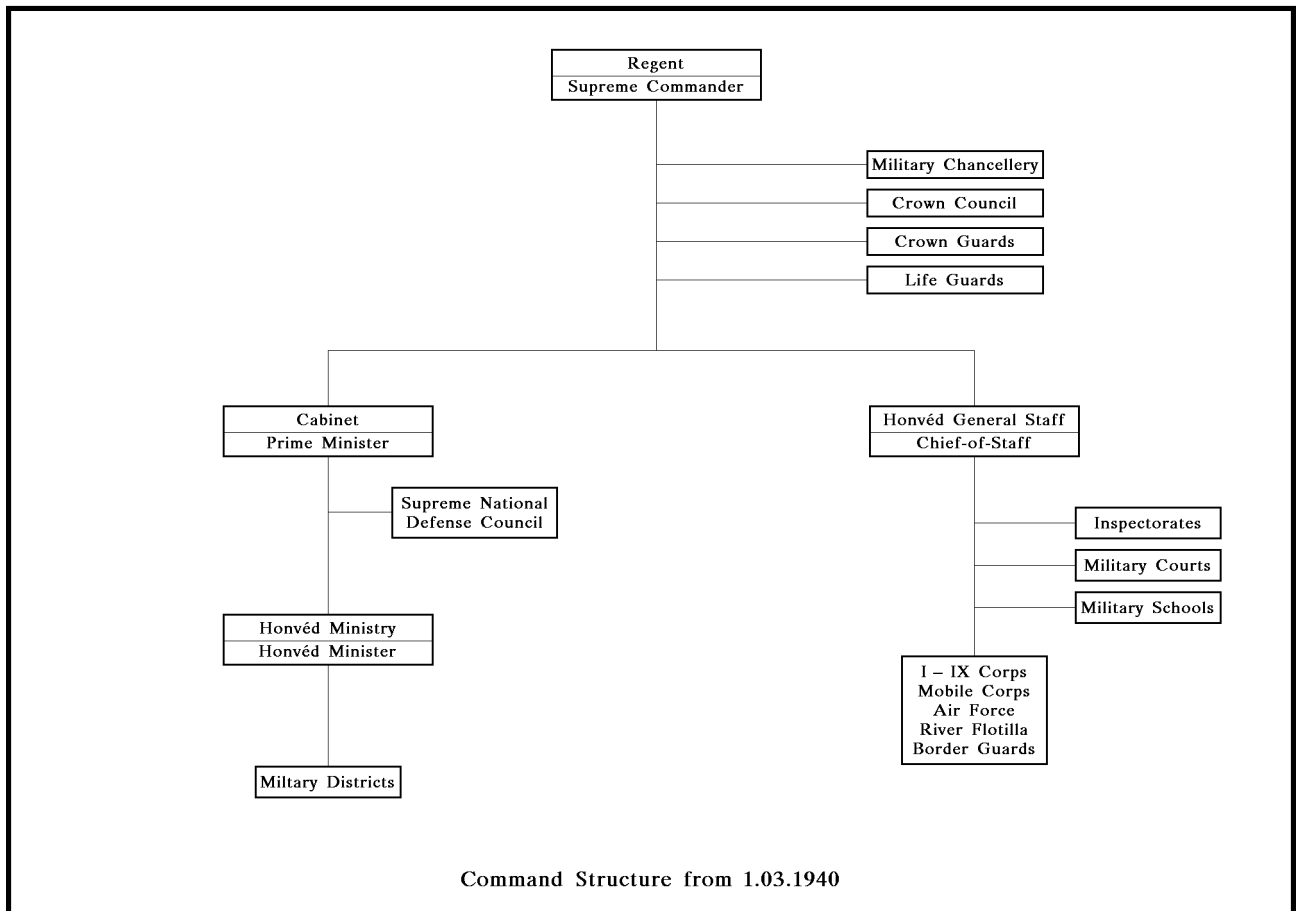 Regent
Supreme Commander
Military Chancellery
Crown Council
Crown Guards
Life Guards
Cabinet
Prime Minister
Honvéd General Staff
Chief-of-Staff
Supreme National
Defense Council
Inspectorates
Military Courts
Military Schools
Honvéd Ministry
Honvéd Minister
I – IX Corps
Mobile Corps
Air Force
River Flotilla
Border Guards
Miltary Districts
Command Structure from 1.03.1940